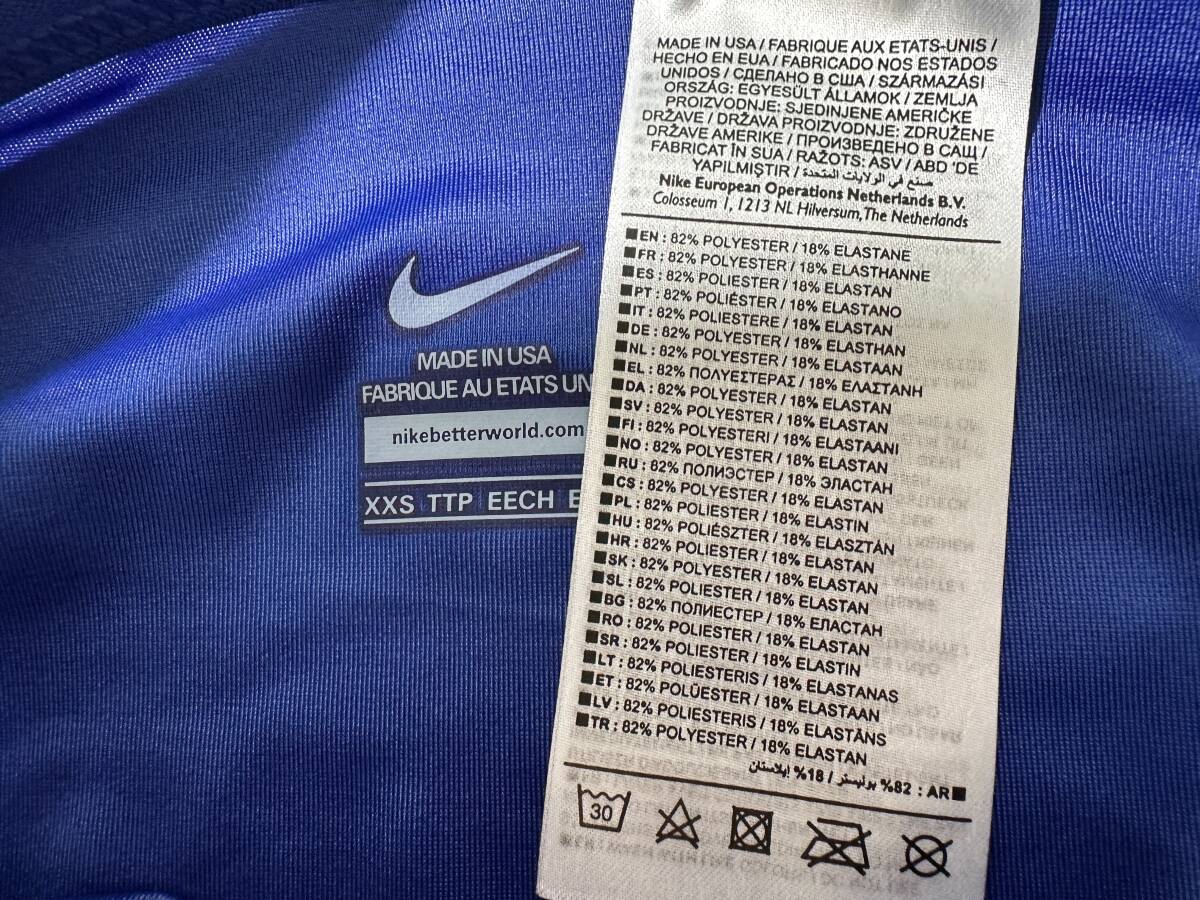 MADE IN USA / FABRIQUE AUX ETATS-UNIS /
HECHO EN EUA / FABRICADO NOS ESTADOS
UNIDOS / СДЕЛАНО В США / SZÁRMAZÁSI
ORSZÁG: EGYESÜLT ÁLLAMOK / ZEMLJA
PROIZVODNJE: SJEDINJENE AMERIČKE
DRŽAVE / DRŽAVA PROIZVODNJE: ZDRUŽENE
DRŽAVE AMERIKE / ПРОИЗВЕДЕНО В САЩ /
FABRICAT ÎN SUA / RAŽOTS: ASV / ABD 'DE
YAPILMIŞTIR / صنع في الولايات المتحدة
Nike European Operations Netherlands B.V.
Colosseum 1, 1213 NL Hilversum, The Netherlands
EN : 82% POLYESTER / 18% ELASTANE
FR : 82% POLYESTER / 18% ELASTHANNE
ES : 82% POLIESTER / 18% ELASTAN
PT : 82% POLIÉSTER / 18% ELASTANO
IT : 82% POLIESTERE / 18% ELASTAN
DE : 82% POLYESTER / 18% ELASTHAN
NL : 82% POLYESTER / 18% ELASTAAN
EL : 82% ΠΟΛΥΕΣΤΕΡΑΣ / 18% ΕΛΑΣΤΑΝΗ
DA : 82% POLYESTER / 18% ELASTAN
SV : 82% POLYESTER / 18% ELASTAN
FI : 82% POLYESTERI / 18% ELASTAANI
NO : 82% POLYESTER / 18% ELASTAN
RU : 82% ПОЛИЭСТЕР / 18% ЭЛАСТАН
CS : 82% POLYESTER / 18% ELASTAN
PL : 82% POLIESTER / 18% ELASTIN
HU : 82% POLIÉSZTER / 18% ELASZTÁN
HR : 82% POLIESTER / 18% ELASTAN
SK : 82% POLYESTER / 18% ELASTAN
SL : 82% POLIESTER / 18% ELASTAN
BG : 82% ПОЛИЕСТЕР / 18% ЕЛАСТАН
RO : 82% POLIESTER / 18% ELASTAN
SR : 82% POLIESTER / 18% ELASTIN
LT : 82% POLIESTERIS / 18% ELASTANAS
ET : 82% POLÜESTER / 18% ELASTAAN
LV : 82% POLIESTERIS / 18% ELASTĀNS
TR : 82% POLYESTER / 18% ELASTAN
AR : 82% بوليستر / 18% إيلاستان
30
MADE IN USA
FABRIQUE AU ETATS UN
nikebetterworld.com
XXS TTP EECH E